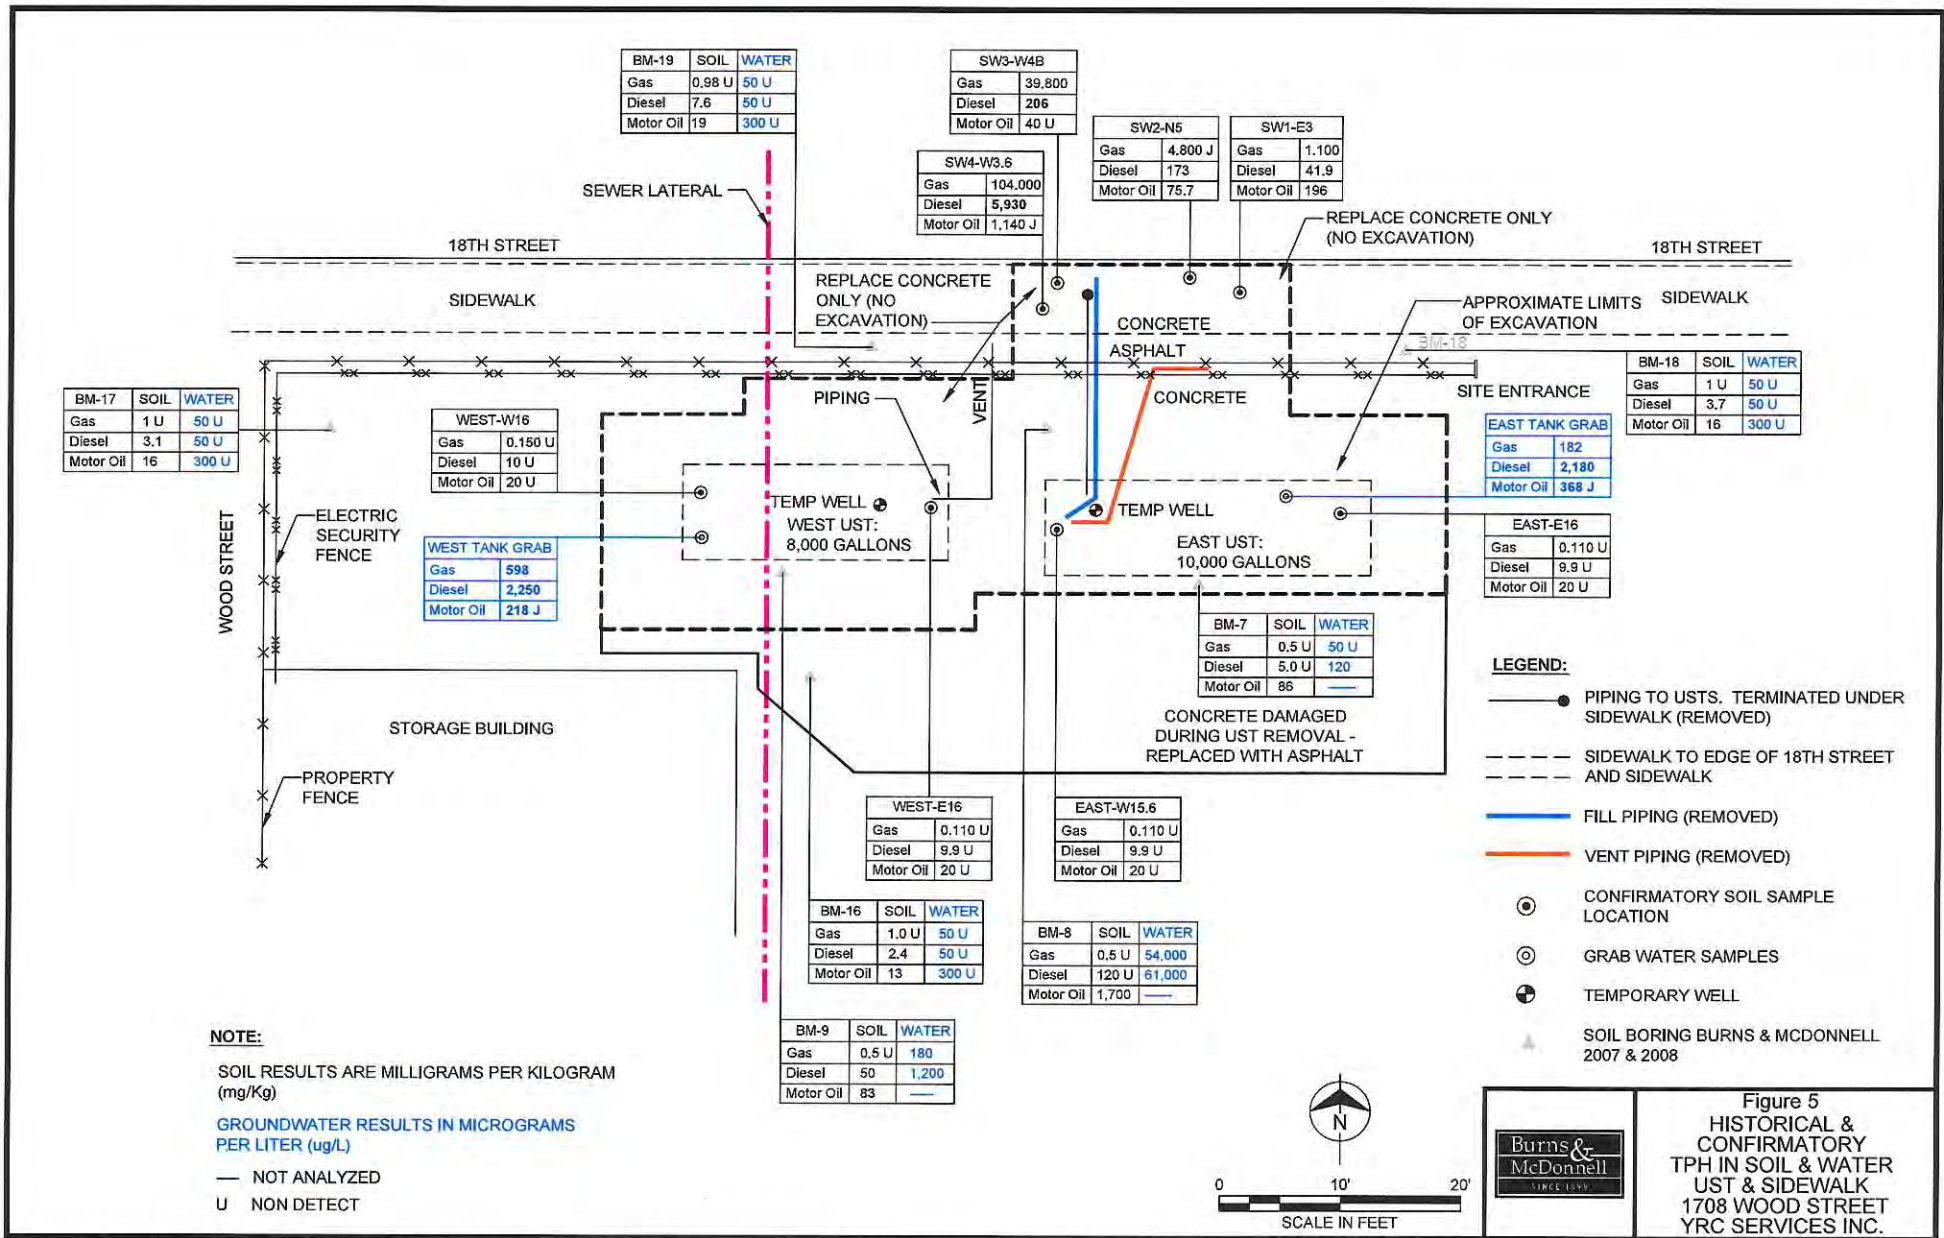 BM-19 SOIL WATER
Gas 0.98 U 50 U
Diesel 7.6 50 U
Motor Oil 19 300 U
SW3-W4B
Gas 39,800
Diesel 206
Motor Oil 40 U
SW2-N5
Gas 4.800 J
Diesel 173
Motor Oil 75.7
SW1-E3
Gas 1.100
Diesel 41.9
Motor Oil 196
SW4-W3.6
Gas 104.000
Diesel 5,930
Motor Oil 1,140 J
SEWER LATERAL
REPLACE CONCRETE ONLY
(NO EXCAVATION)
18TH STREET
18TH STREET
SIDEWALK
REPLACE CONCRETE
ONLY (NO
EXCAVATION)
CONCRETE
ASPHALT
APPROXIMATE LIMITS
OF EXCAVATION
SIDEWALK
BM-18
BM-18 SOIL WATER
Gas 1 U 50 U
Diesel 3.7 50 U
Motor Oil 16 300 U
SITE ENTRANCE
BM-17 SOIL WATER
Gas 1 U 50 U
Diesel 3.1 50 U
Motor Oil 16 300 U
PIPING
VENT
CONCRETE
WEST-W16
Gas 0.150 U
Diesel 10 U
Motor Oil 20 U
EAST TANK GRAB
Gas 182
Diesel 2,180
Motor Oil 368 J
TEMP WELL
WEST UST:
8,000 GALLONS
TEMP WELL
EAST UST:
10,000 GALLONS
ELECTRIC
SECURITY
FENCE
WOOD STREET
WEST TANK GRAB
Gas 598
Diesel 2,250
Motor Oil 218 J
EAST-E16
Gas 0.110 U
Diesel 9.9 U
Motor Oil 20 U
BM-7 SOIL WATER
Gas 0.5 U 50 U
Diesel 5.0 U 120
Motor Oil 86 —
STORAGE BUILDING
PROPERTY
FENCE
CONCRETE DAMAGED
DURING UST REMOVAL -
REPLACED WITH ASPHALT
WEST-E16
Gas 0.110 U
Diesel 9.9 U
Motor Oil 20 U
EAST-W15.6
Gas 0.110 U
Diesel 9.9 U
Motor Oil 20 U
BM-16 SOIL WATER
Gas 1.0 U 50 U
Diesel 2.4 50 U
Motor Oil 13 300 U
BM-8 SOIL WATER
Gas 0.5 U 54,000
Diesel 120 U 61,000
Motor Oil 1,700 —
BM-9 SOIL WATER
Gas 0.5 U 180
Diesel 50 1,200
Motor Oil 83 —
LEGEND:
PIPING TO USTS. TERMINATED UNDER
SIDEWALK (REMOVED)
SIDEWALK TO EDGE OF 18TH STREET
AND SIDEWALK
FILL PIPING (REMOVED)
VENT PIPING (REMOVED)
CONFIRMATORY SOIL SAMPLE
LOCATION
GRAB WATER SAMPLES
TEMPORARY WELL
SOIL BORING BURNS & MCDONNELL
2007 & 2008
NOTE:
SOIL RESULTS ARE MILLIGRAMS PER KILOGRAM
(mg/Kg)
GROUNDWATER RESULTS IN MICROGRAMS
PER LITER (ug/L)
— NOT ANALYZED
U NON DETECT
N
0 10' 20'
SCALE IN FEET
Burns &
McDonnell
SINCE 1898
Figure 5
HISTORICAL &
CONFIRMATORY
TPH IN SOIL & WATER
UST & SIDEWALK
1708 WOOD STREET
YRC SERVICES INC.